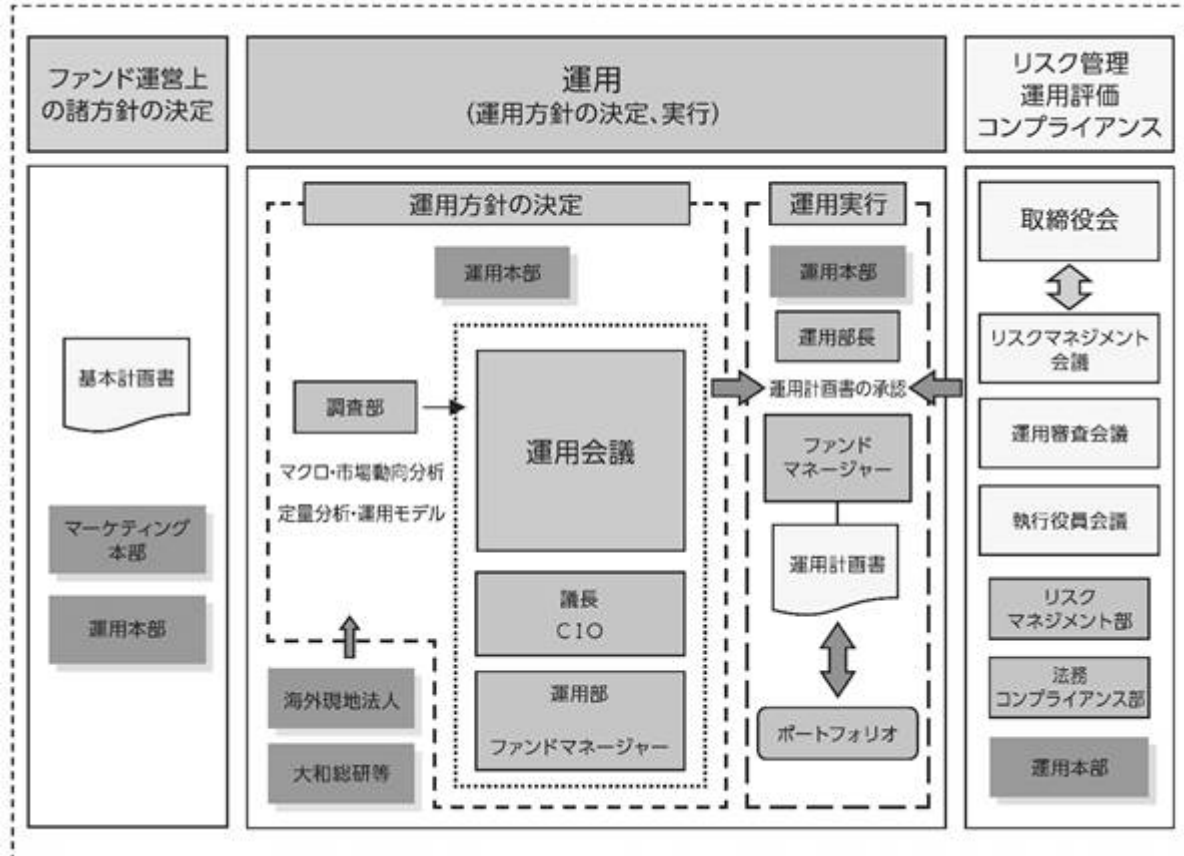 ファンド運営上
の諸方針の決定
運用
(運用方針の決定、実行)
リスク管理
運用評価
コンプライアンス
基本計画書
マーケティング
本部
運用本部
運用方針の決定
運用本部
調査部
マクロ・市場動向分析
定量分析・運用モデル
海外現地法人
大和総研等
運用会議
議長
CIO
運用部
ファンドマネージャー
運用実行
運用本部
運用部長
運用計画書の承認
ファンド
マネージャー
運用計画書
ポートフォリオ
取締役会
リスクマネジメント
会議
運用審査会議
執行役員会議
リスク
マネジメント部
法務
コンプライアンス部
運用本部